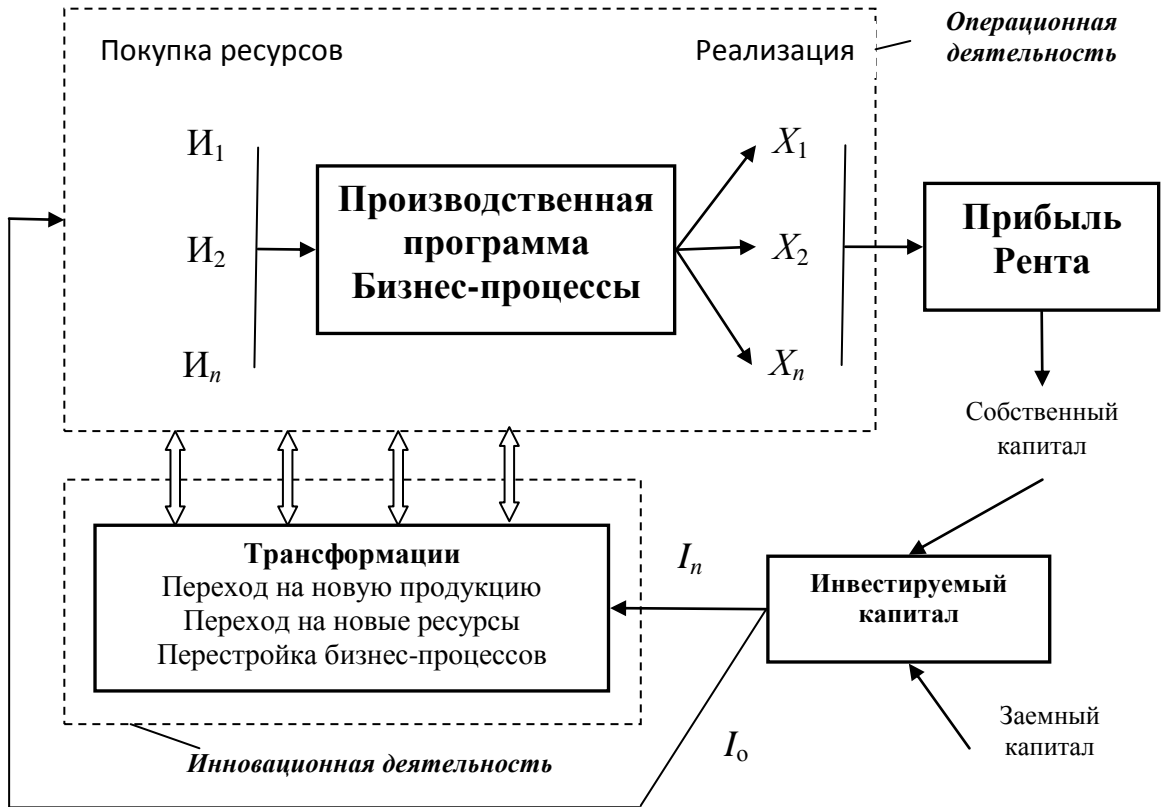 Операционная
деятельность
Покупка ресурсов
Реализация
И1
И2
Иn
Производственная
программа
Бизнес-процессы
X1
X2
Xn
Прибыль
Рента
Собственный
капитал
Трансформации
Переход на новую продукцию
Переход на новые ресурсы
Перестройка бизнес-процессов
In
Инвестируемый
капитал
Iо
Заемный
капитал
Инновационная деятельность